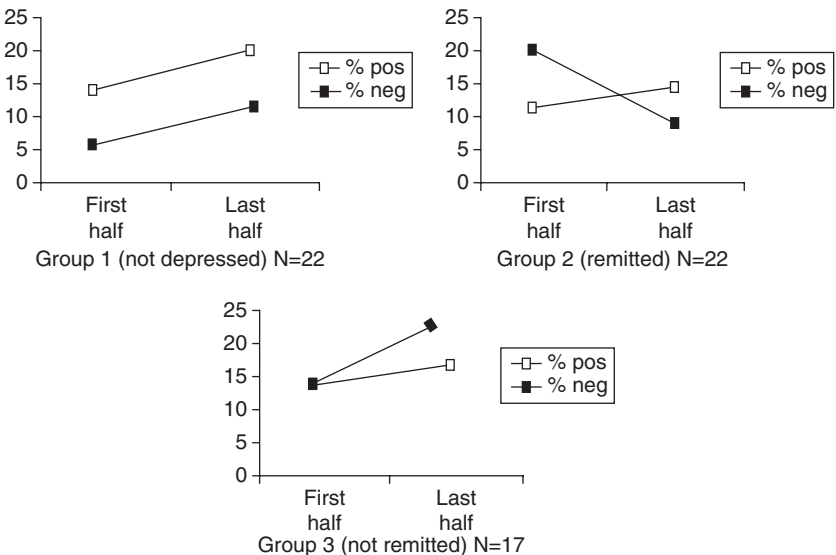 25
20
15
10
5
0
% pos
% neg
First half
Last half
Group 1 (not depressed) N=22
25
20
15
10
5
0
% pos
% neg
First half
Last half
Group 2 (remitted) N=22
25
20
15
10
5
0
% pos
% neg
First half
Last half
Group 3 (not remitted) N=17